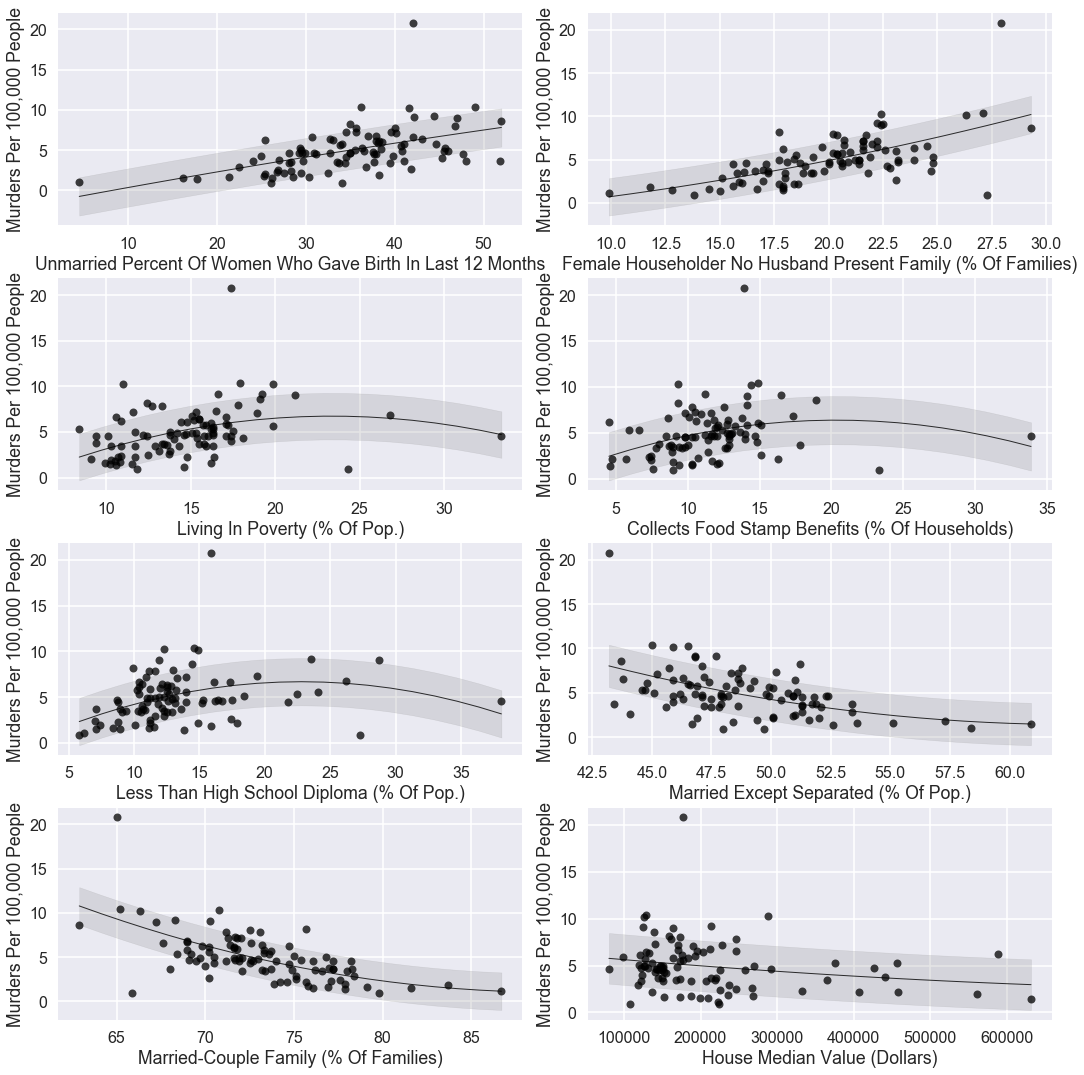 Murders Per 100,000 People
20
15
10
5
0
10 20 30 40 50
Unmarried Percent Of Women Who Gave Birth In Last 12 Months
Murders Per 100,000 People
20
15
10
5
0
10.0 12.5 15.0 17.5 20.0 22.5 25.0 27.5 30.0
Female Householder No Husband Present Family (% Of Families)
Murders Per 100,000 People
20
15
10
5
0
10 15 20 25 30
Living In Poverty (% Of Pop.)
Murders Per 100,000 People
20
15
10
5
0
5 10 15 20 25 30 35
Collects Food Stamp Benefits (% Of Households)
Murders Per 100,000 People
20
15
10
5
0
5 10 15 20 25 30 35
Less Than High School Diploma (% Of Pop.)
Murders Per 100,000 People
20
15
10
5
0
42.5 45.0 47.5 50.0 52.5 55.0 57.5 60.0
Married Except Separated (% Of Pop.)
Murders Per 100,000 People
20
15
10
5
0
65 70 75 80 85
Married-Couple Family (% Of Families)
Murders Per 100,000 People
20
15
10
5
0
100000 200000 300000 400000 500000 600000
House Median Value (Dollars)